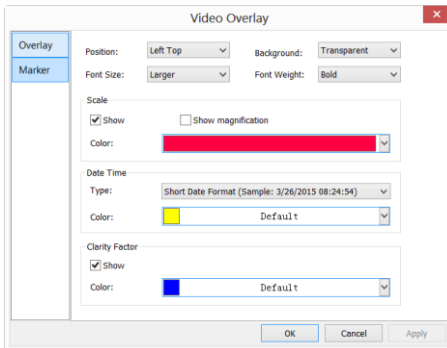 Video Overlay
Overlay
Marker
Position: Left Top Background: Transparent
Font Size: Larger Font Weight: Bold
Scale
Show Show magnification
Color:
Date Time
Type: Short Date Format (Sample: 3/26/2015 08:24:54)
Color: Default
Clarity Factor
Show
Color: Default
OK Cancel Apply